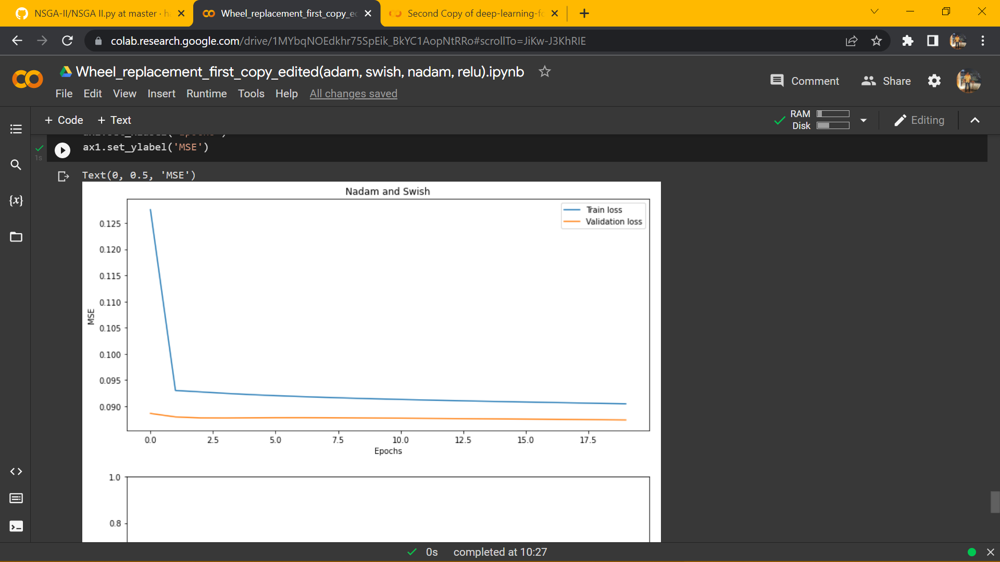 NSGA-II/NSGA II.py at master · h
Wheel_replacement_first_copy_e
Second Copy of deep-learning-f
colab.research.google.com/drive/1MYbqNOEdkhr75SpEik_BkYC1AopNtRRo#scrollTo=JiKw-J3KhRIE
Wheel_replacement_first_copy_edited(adam, swish, nadam, relu).ipynb
Comment
Share
File Edit View Insert Runtime Tools Help All changes saved
+ Code + Text
RAM
Disk
Editing
{x}
1s
ax1.set_ylabel('MSE')
Text(0, 0.5, 'MSE')
Nadam and Swish
Train loss
Validation loss
0.125
0.120
0.115
0.110
0.105
0.100
0.095
0.090
MSE
0.0 2.5 5.0 7.5 10.0 12.5 15.0 17.5
Epochs
1.0
0.8
0s completed at 10:27